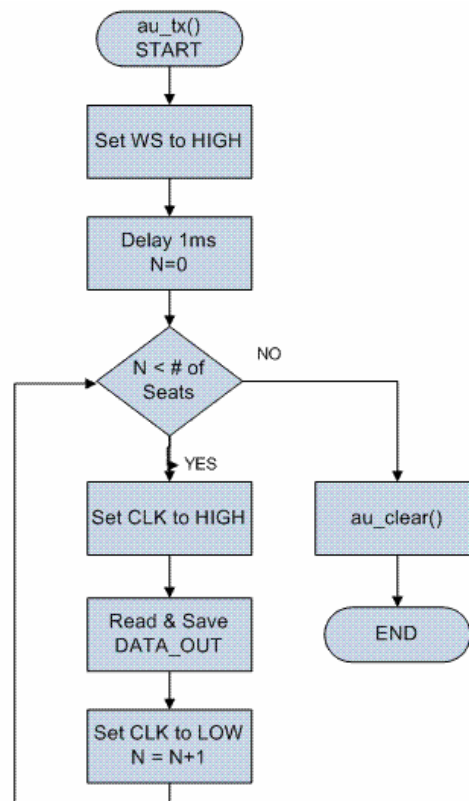 au_tx()
START
Set WS to HIGH
Delay 1ms
N=0
N < # of
Seats
NO
YES
Set CLK to HIGH
au_clear()
Read & Save
DATA_OUT
END
Set CLK to LOW
N = N+1